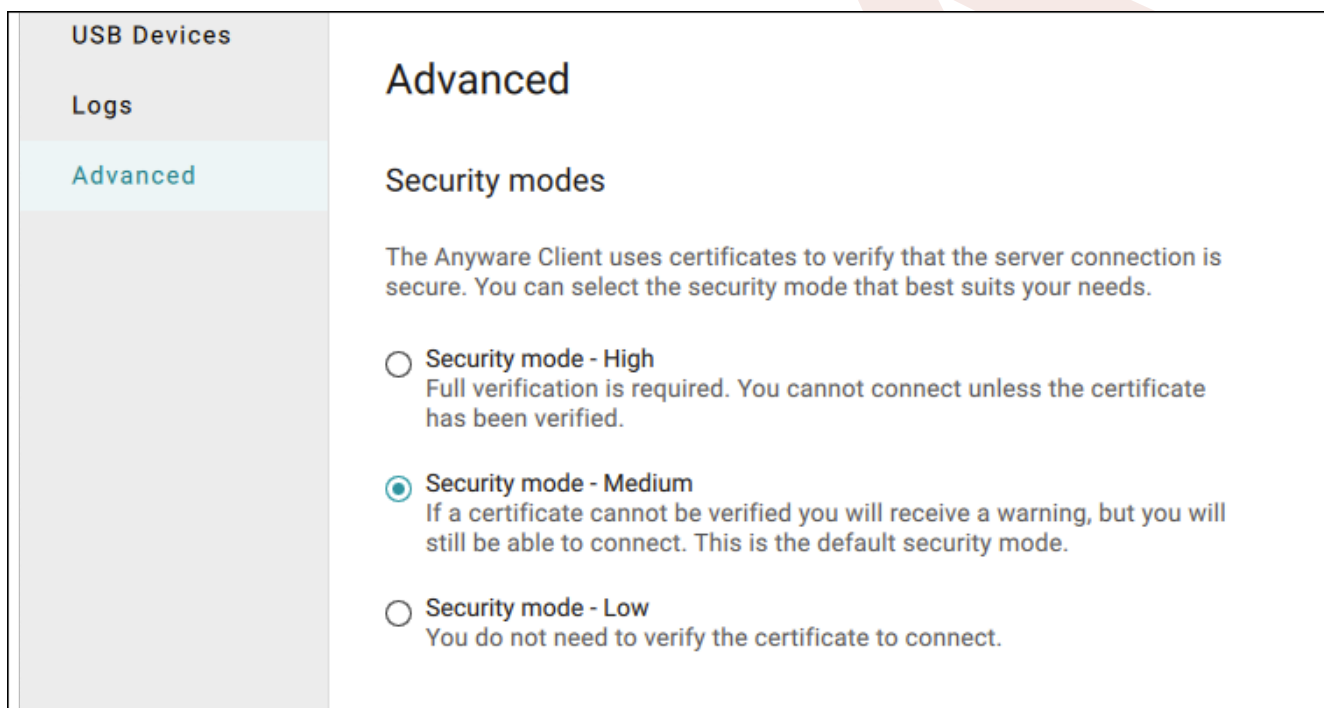 USB Devices
Logs
Advanced
Advanced
Security modes
The Anyware Client uses certificates to verify that the server connection is
secure. You can select the security mode that best suits your needs.
Security mode - High
Full verification is required. You cannot connect unless the certificate
has been verified.
Security mode - Medium
If a certificate cannot be verified you will receive a warning, but you will
still be able to connect. This is the default security mode.
Security mode - Low
You do not need to verify the certificate to connect.